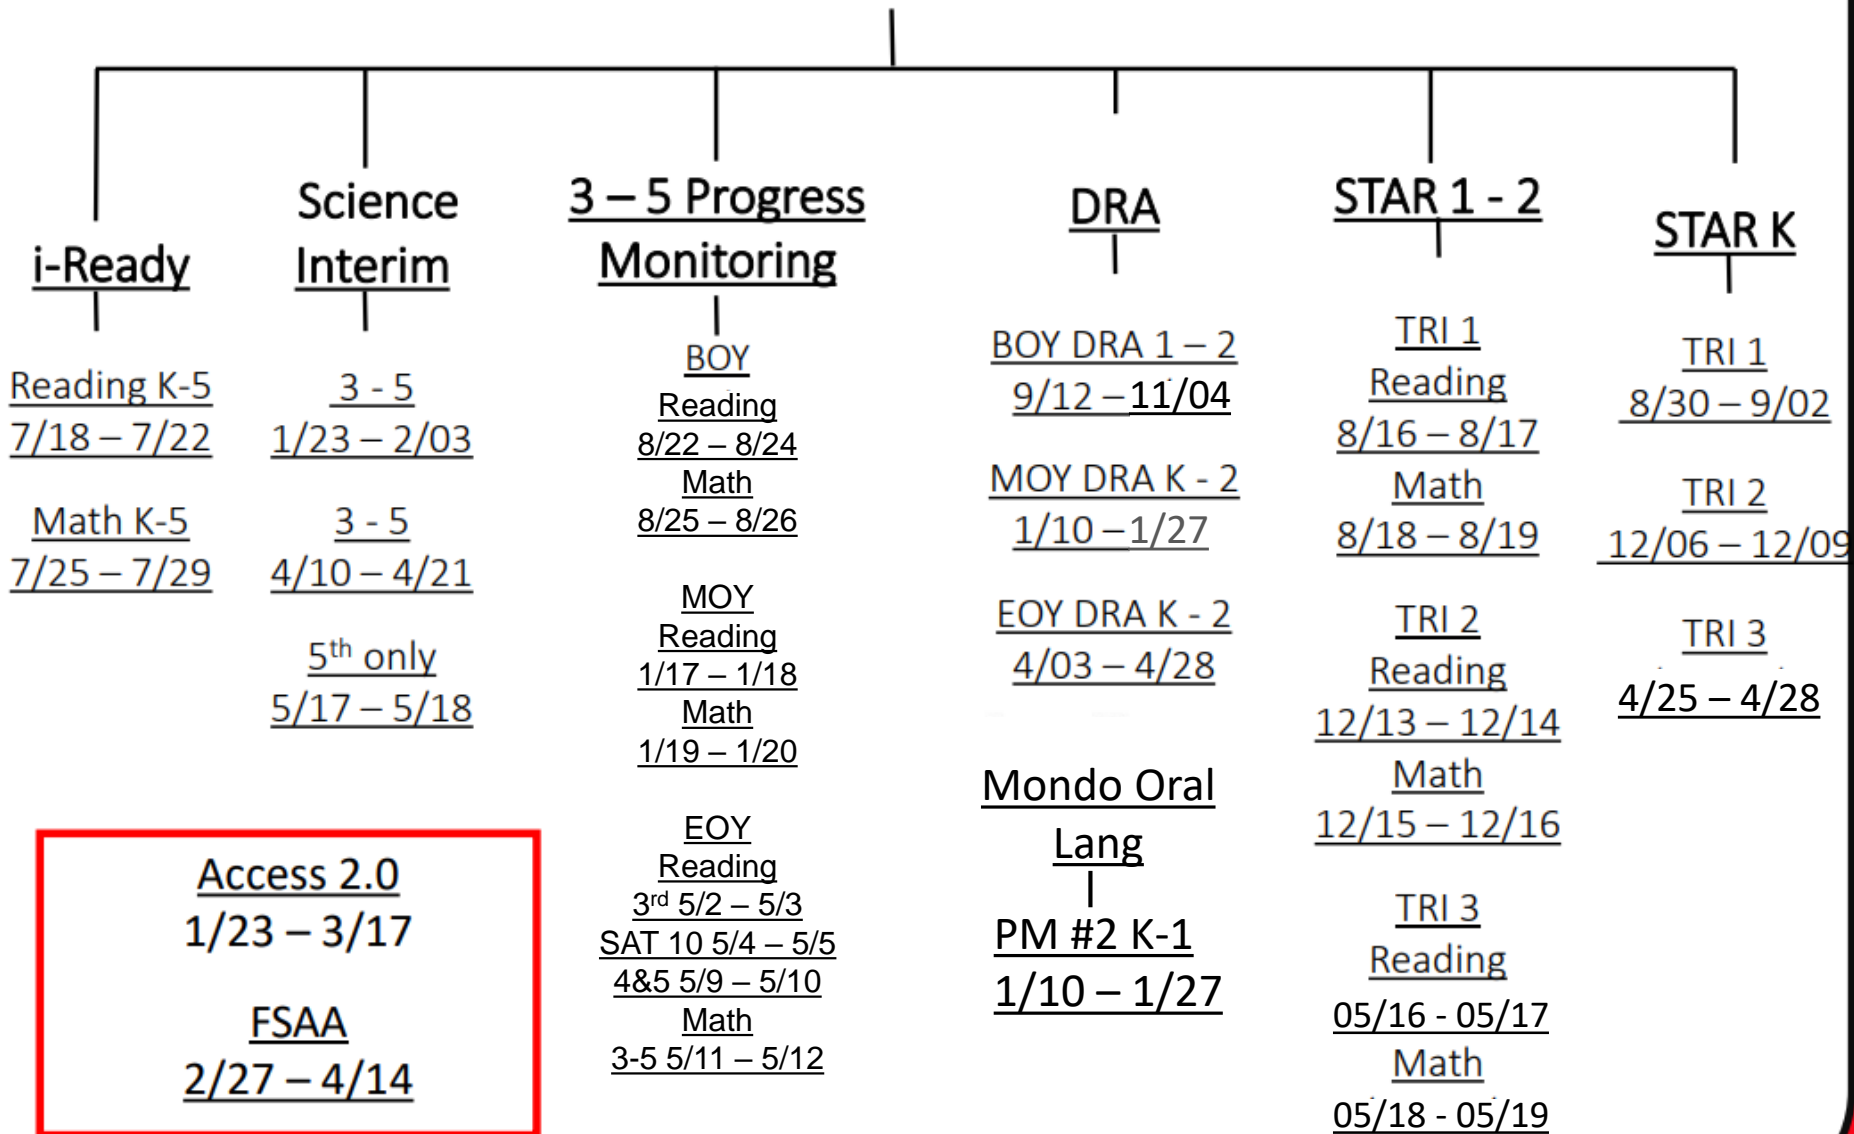 i-Ready
Reading K-5
7/18 – 7/22
Math K-5
7/25 – 7/29
Science
Interim
3 - 5
1/23 – 2/03
3 - 5
4/10 – 4/21
5th only
5/17 – 5/18
Access 2.0
1/23 – 3/17
FSAA
2/27 – 4/14
3 – 5 Progress
Monitoring
BOY
Reading
8/22 – 8/24
Math
8/25 – 8/26
MOY
Reading
1/17 – 1/18
Math
1/19 – 1/20
EOY
Reading
3rd 5/2 – 5/3
SAT 10 5/4 – 5/5
4&5 5/9 – 5/10
Math
3-5 5/11 – 5/12
DRA
BOY DRA 1 – 2
9/12 – 11/04
MOY DRA K - 2
1/10 – 1/27
EOY DRA K - 2
4/03 – 4/28
Mondo Oral
Lang
PM #2 K-1
1/10 – 1/27
STAR 1 - 2
TRI 1
Reading
8/16 – 8/17
Math
8/18 – 8/19
TRI 2
Reading
12/13 – 12/14
Math
12/15 – 12/16
TRI 3
Reading
05/16 - 05/17
Math
05/18 - 05/19
STAR K
TRI 1
8/30 – 9/02
TRI 2
12/06 – 12/09
TRI 3
4/25 – 4/28